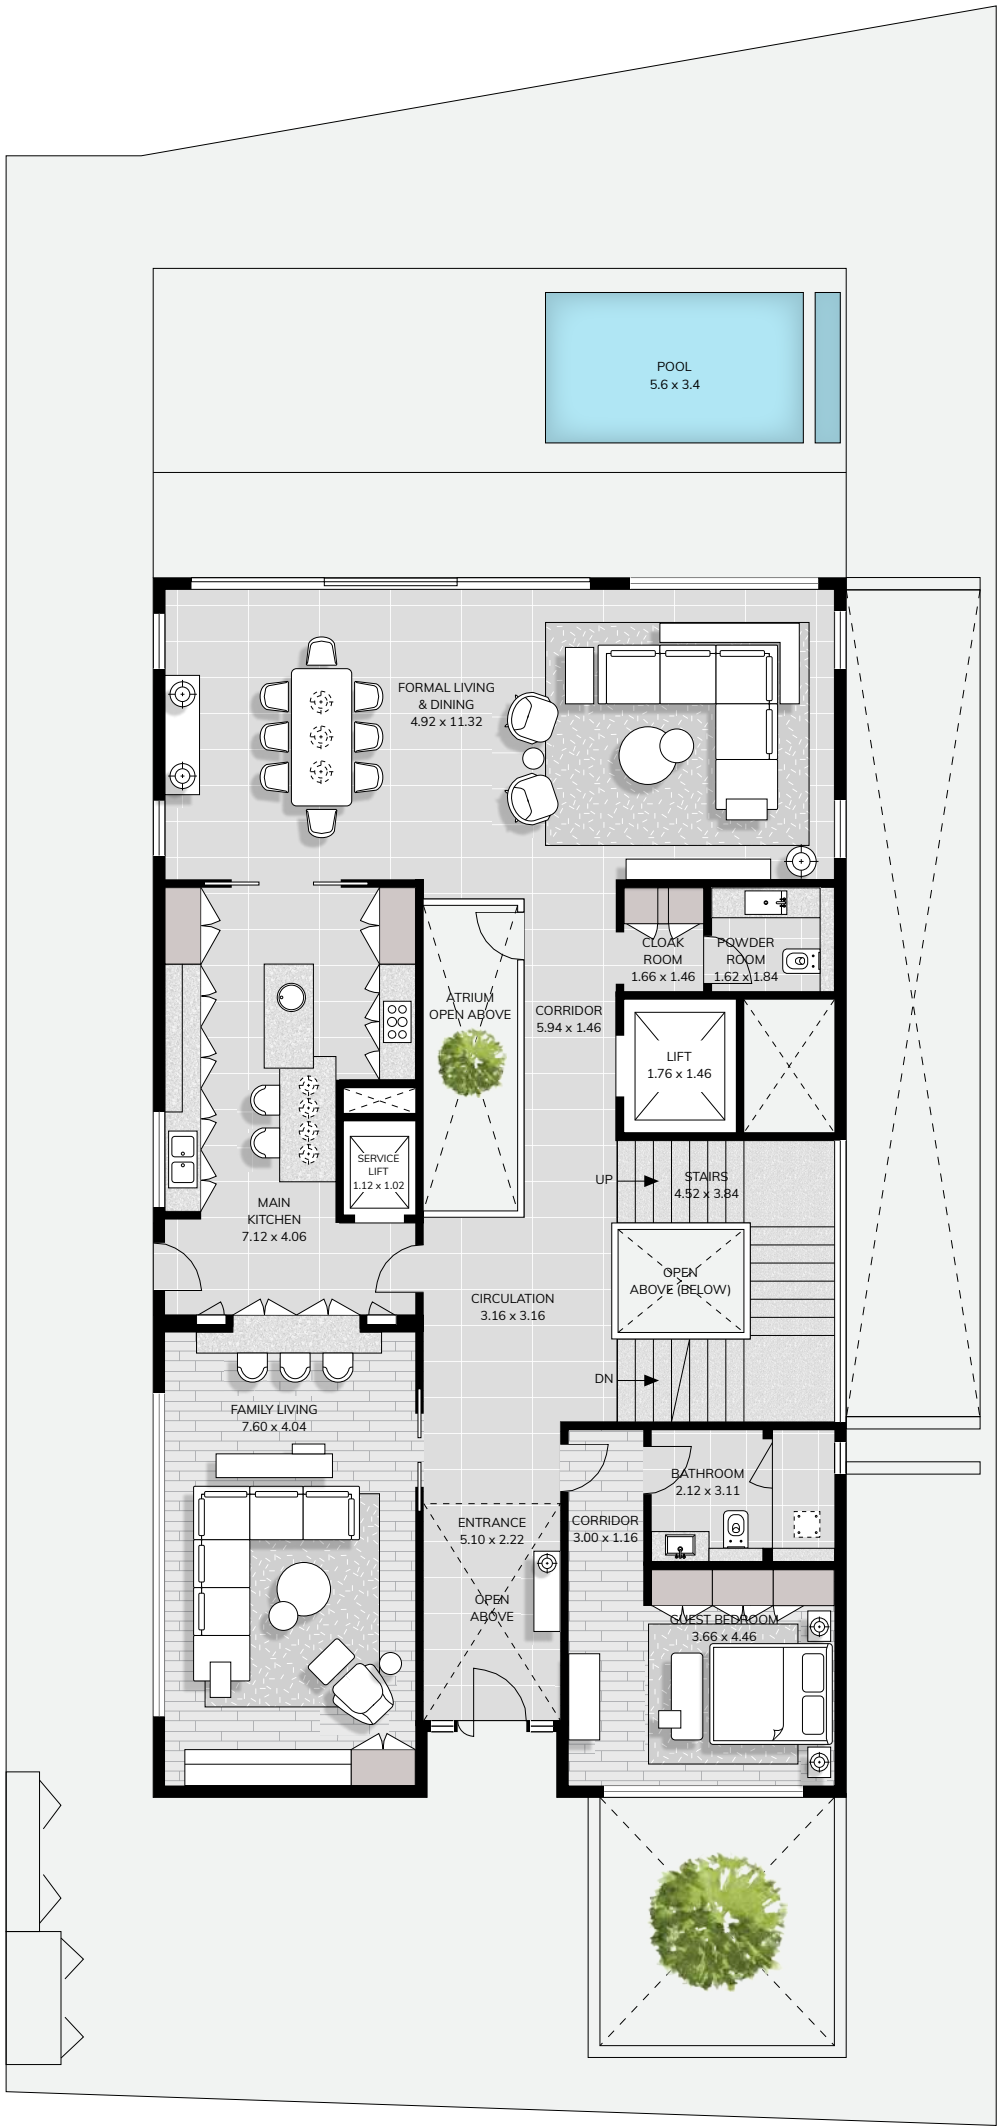 POOL
5.6 x 3.4
FORMAL LIVING
& DINING
4.92 x 11.32
CLOAK
ROOM
1.66 x 1.46
POWDER
ROOM
1.62 x 1.84
ATRIUM
OPEN ABOVE
CORRIDOR
5.94 x 1.46
LIFT
1.76 x 1.46
SERVICE
LIFT
1.12 x 1.02
UP
STAIRS
4.52 x 3.84
MAIN
KITCHEN
7.12 x 4.06
OPEN
ABOVE (BELOW)
CIRCULATION
3.16 x 3.16
DN
FAMILY LIVING
7.60 x 4.04
BATHROOM
2.12 x 3.11
ENTRANCE
5.10 x 2.22
CORRIDOR
3.00 x 1.16
OPEN
ABOVE
GUEST BEDROOM
3.66 x 4.46